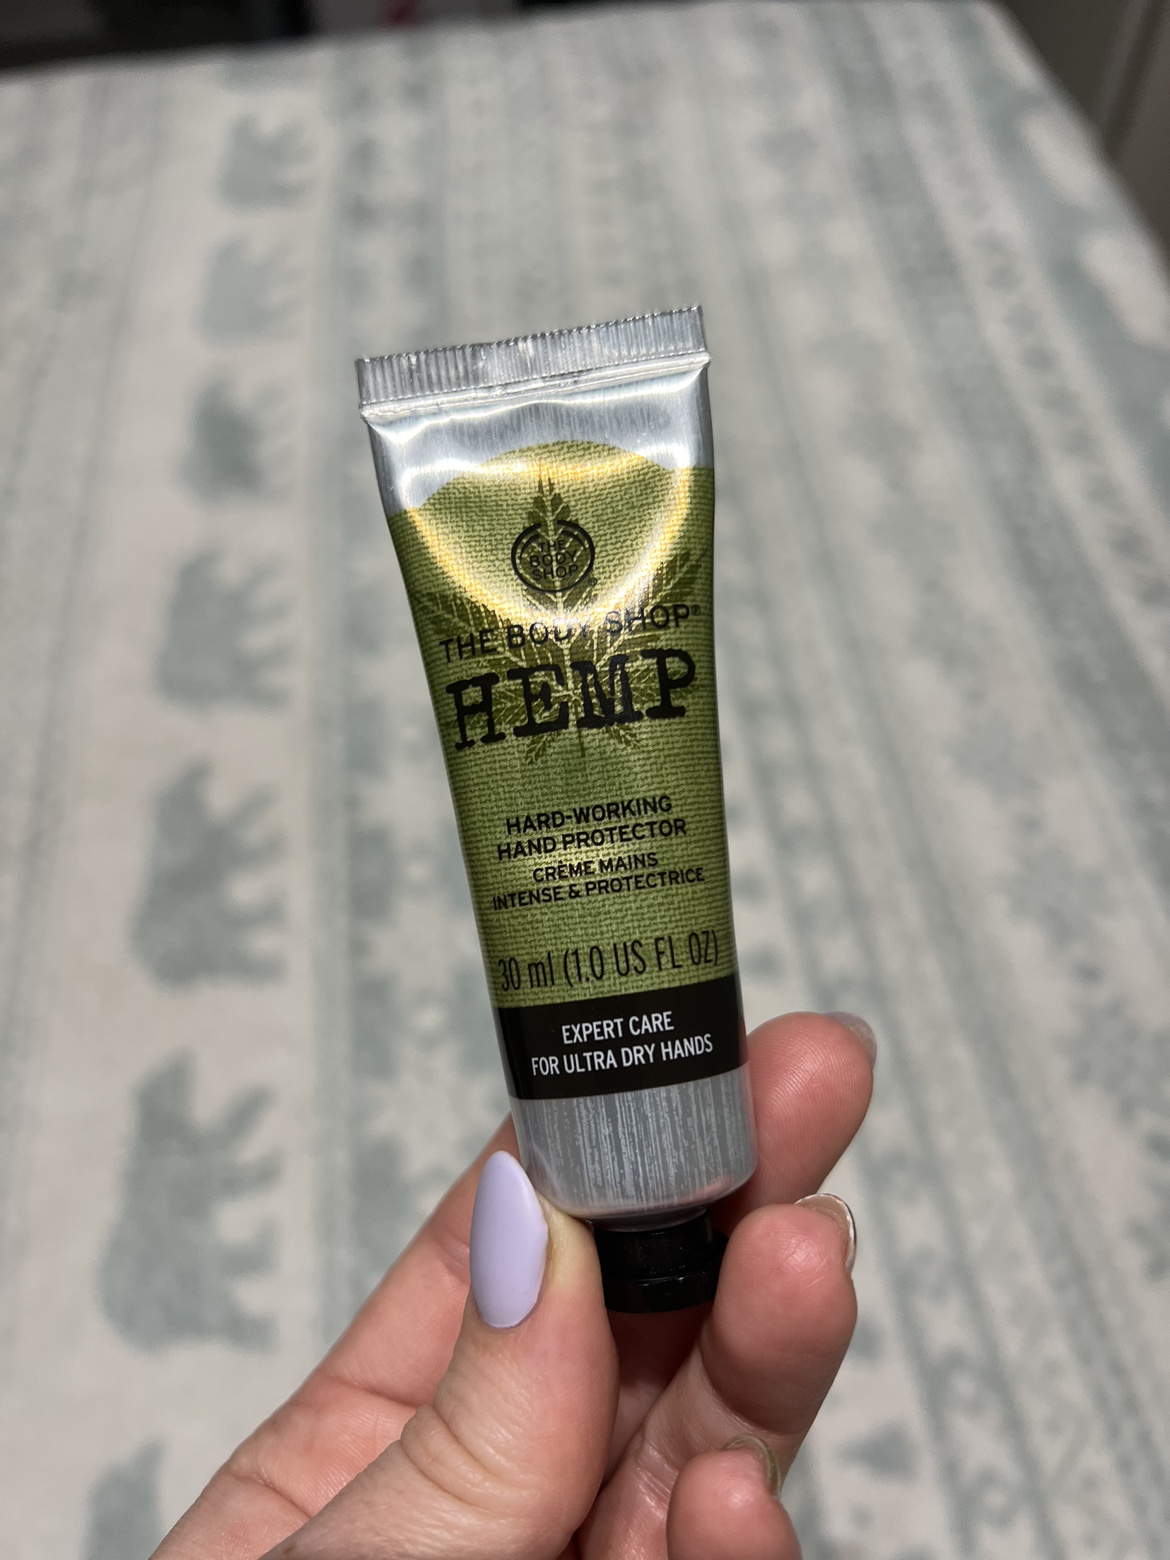 THE
BODY
SHOP
®
THE BODY SHOP®
HEMP
HARD-WORKING
HAND PROTECTOR
CRÈME MAINS
INTENSE & PROTECTRICE
30 ml (1.0 US FL OZ)
EXPERT CARE
FOR ULTRA DRY HANDS